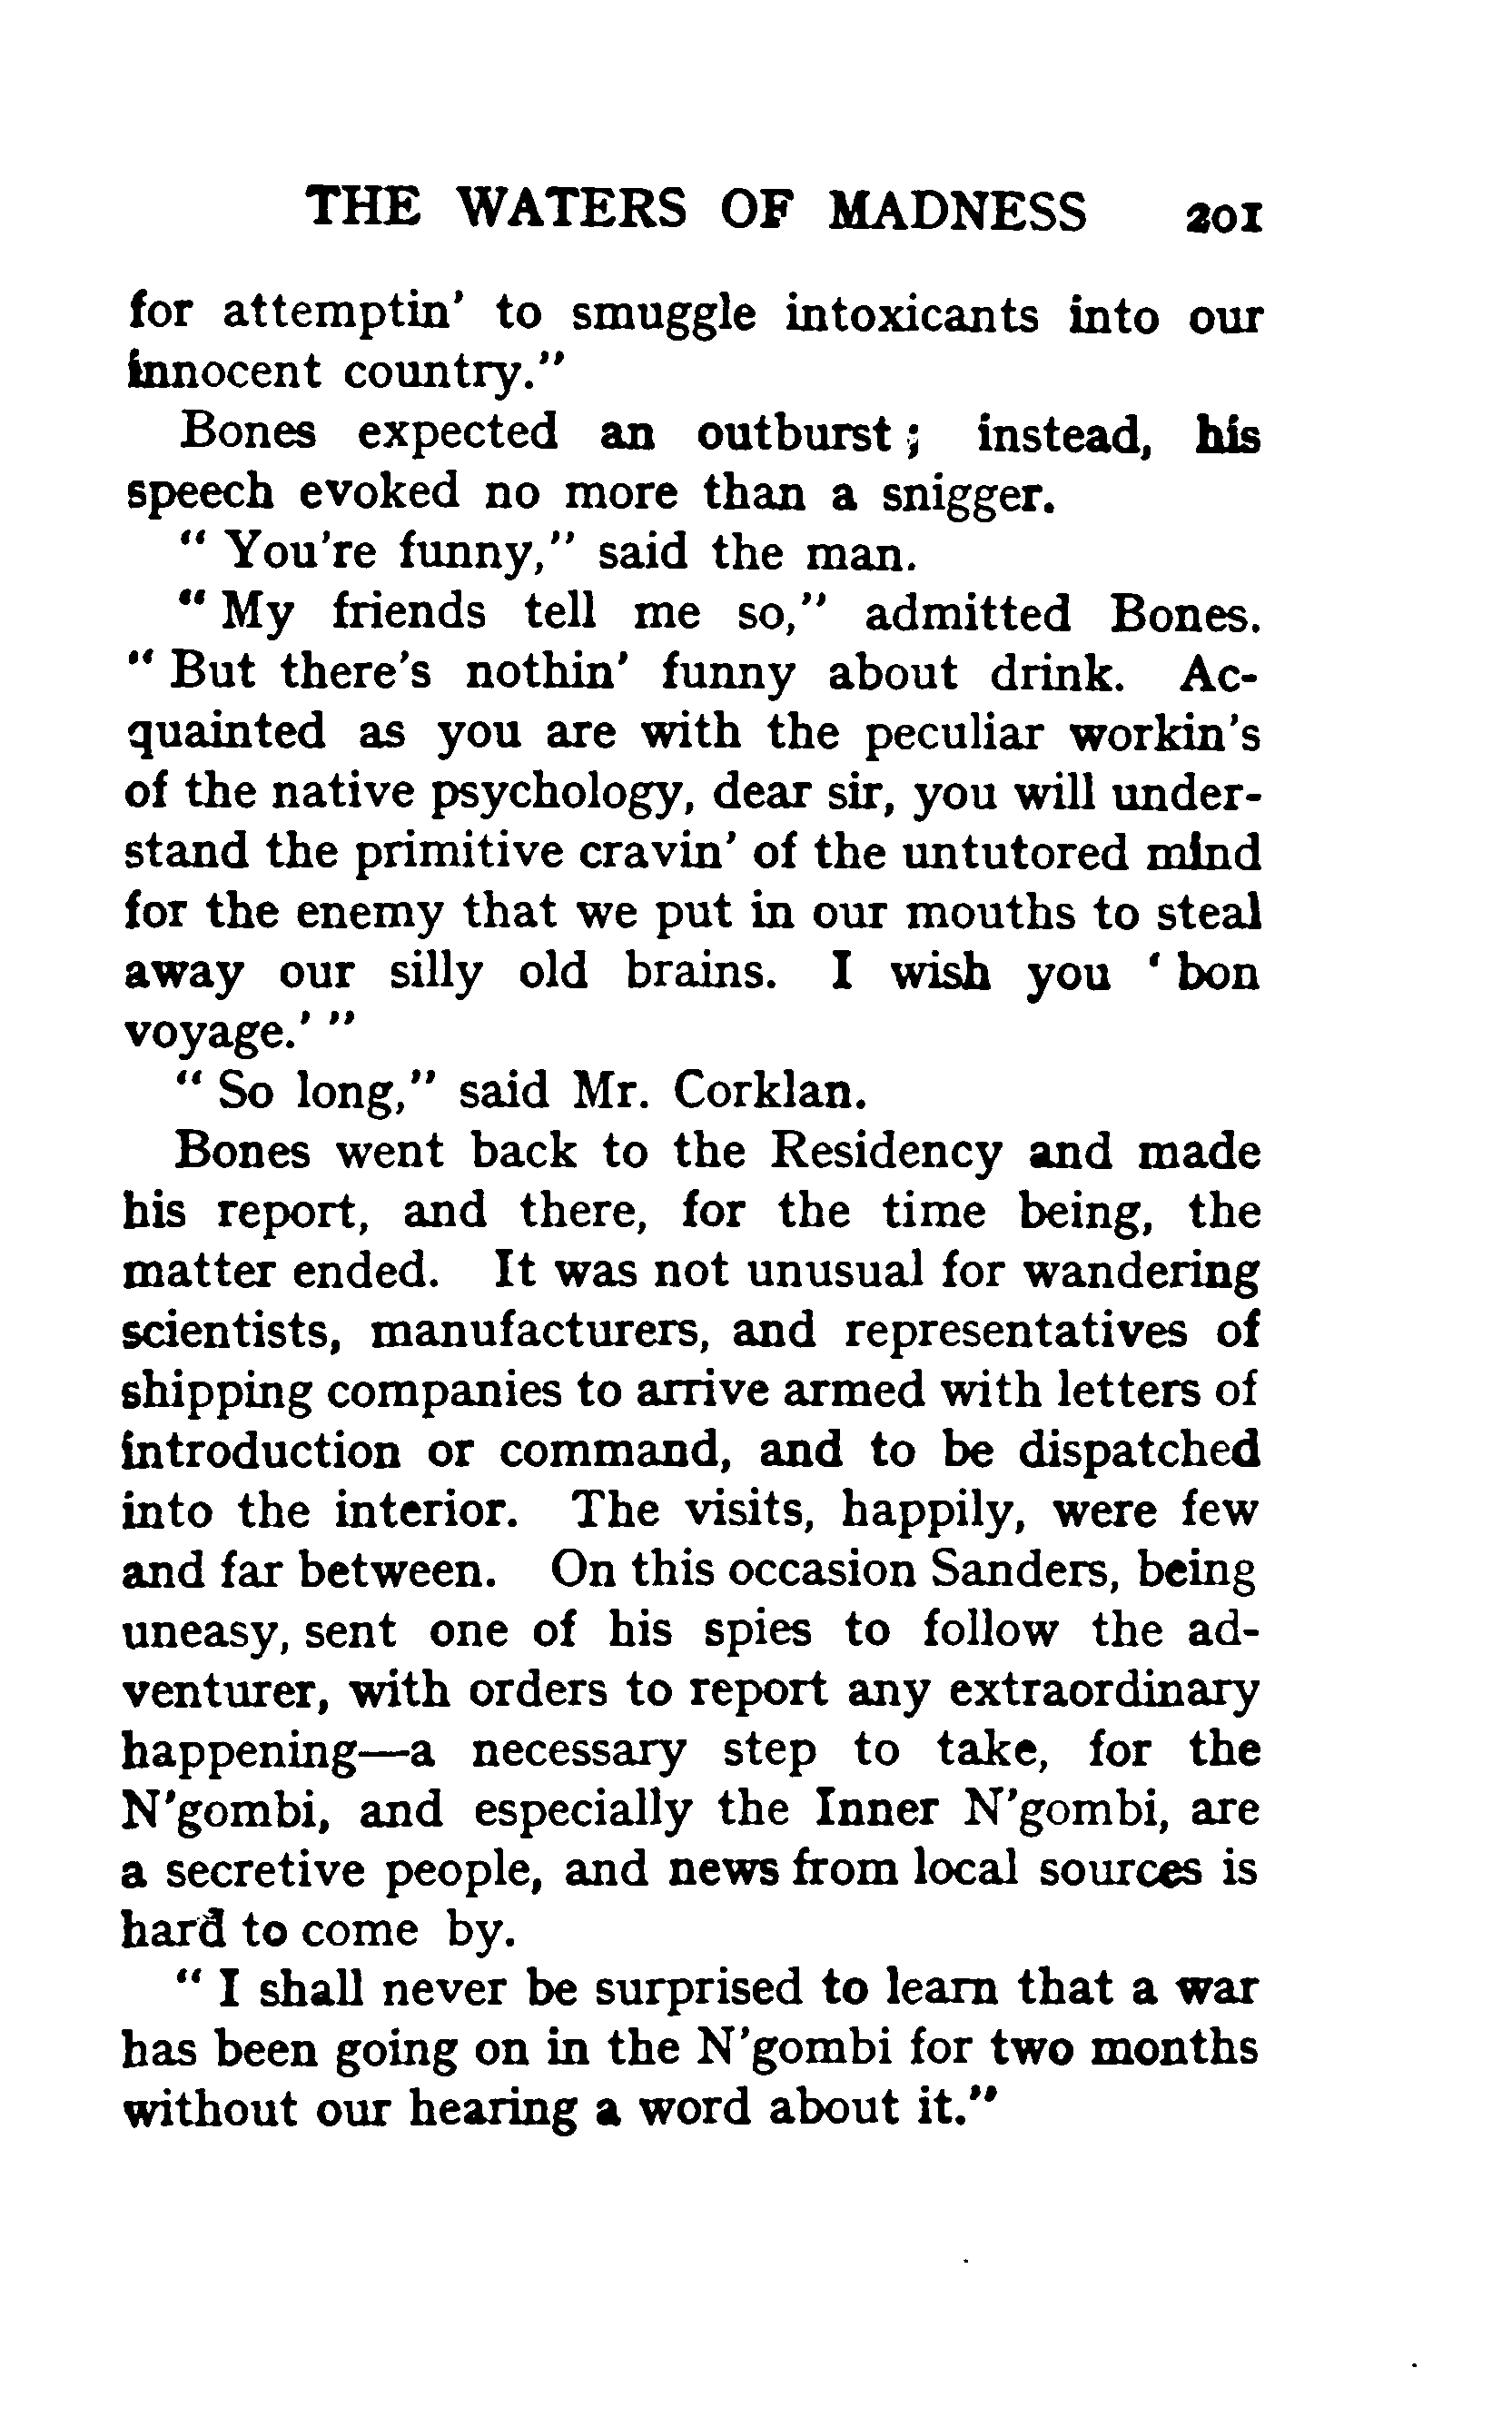 THE WATERS OF MADNESS 201
for attemptin' to smuggle intoxicants into our
innocent country."
Bones expected an outburst ; instead, his
speech evoked no more than a snigger.
" You're funny," said the man.
" My friends tell me so," admitted Bones.
" But there's nothin' funny about drink. Ac-
quainted as you are with the peculiar workin's
of the native psychology, dear sir, you will under-
stand the primitive cravin' of the untutored mind
for the enemy that we put in our mouths to steal
away our silly old brains. I wish you ' bon
voyage.' "
" So long," said Mr. Corklan.
Bones went back to the Residency and made
his report, and there, for the time being, the
matter ended. It was not unusual for wandering
scientists, manufacturers, and representatives of
shipping companies to arrive armed with letters of
introduction or command, and to be dispatched
into the interior. The visits, happily, were few
and far between. On this occasion Sanders, being
uneasy, sent one of his spies to follow the ad-
venturer, with orders to report any extraordinary
happening—a necessary step to take, for the
N'gombi, and especially the Inner N'gombi, are
a secretive people, and news from local sources is
hard to come by.
" I shall never be surprised to learn that a war
has been going on in the N'gombi for two months
without our hearing a word about it."